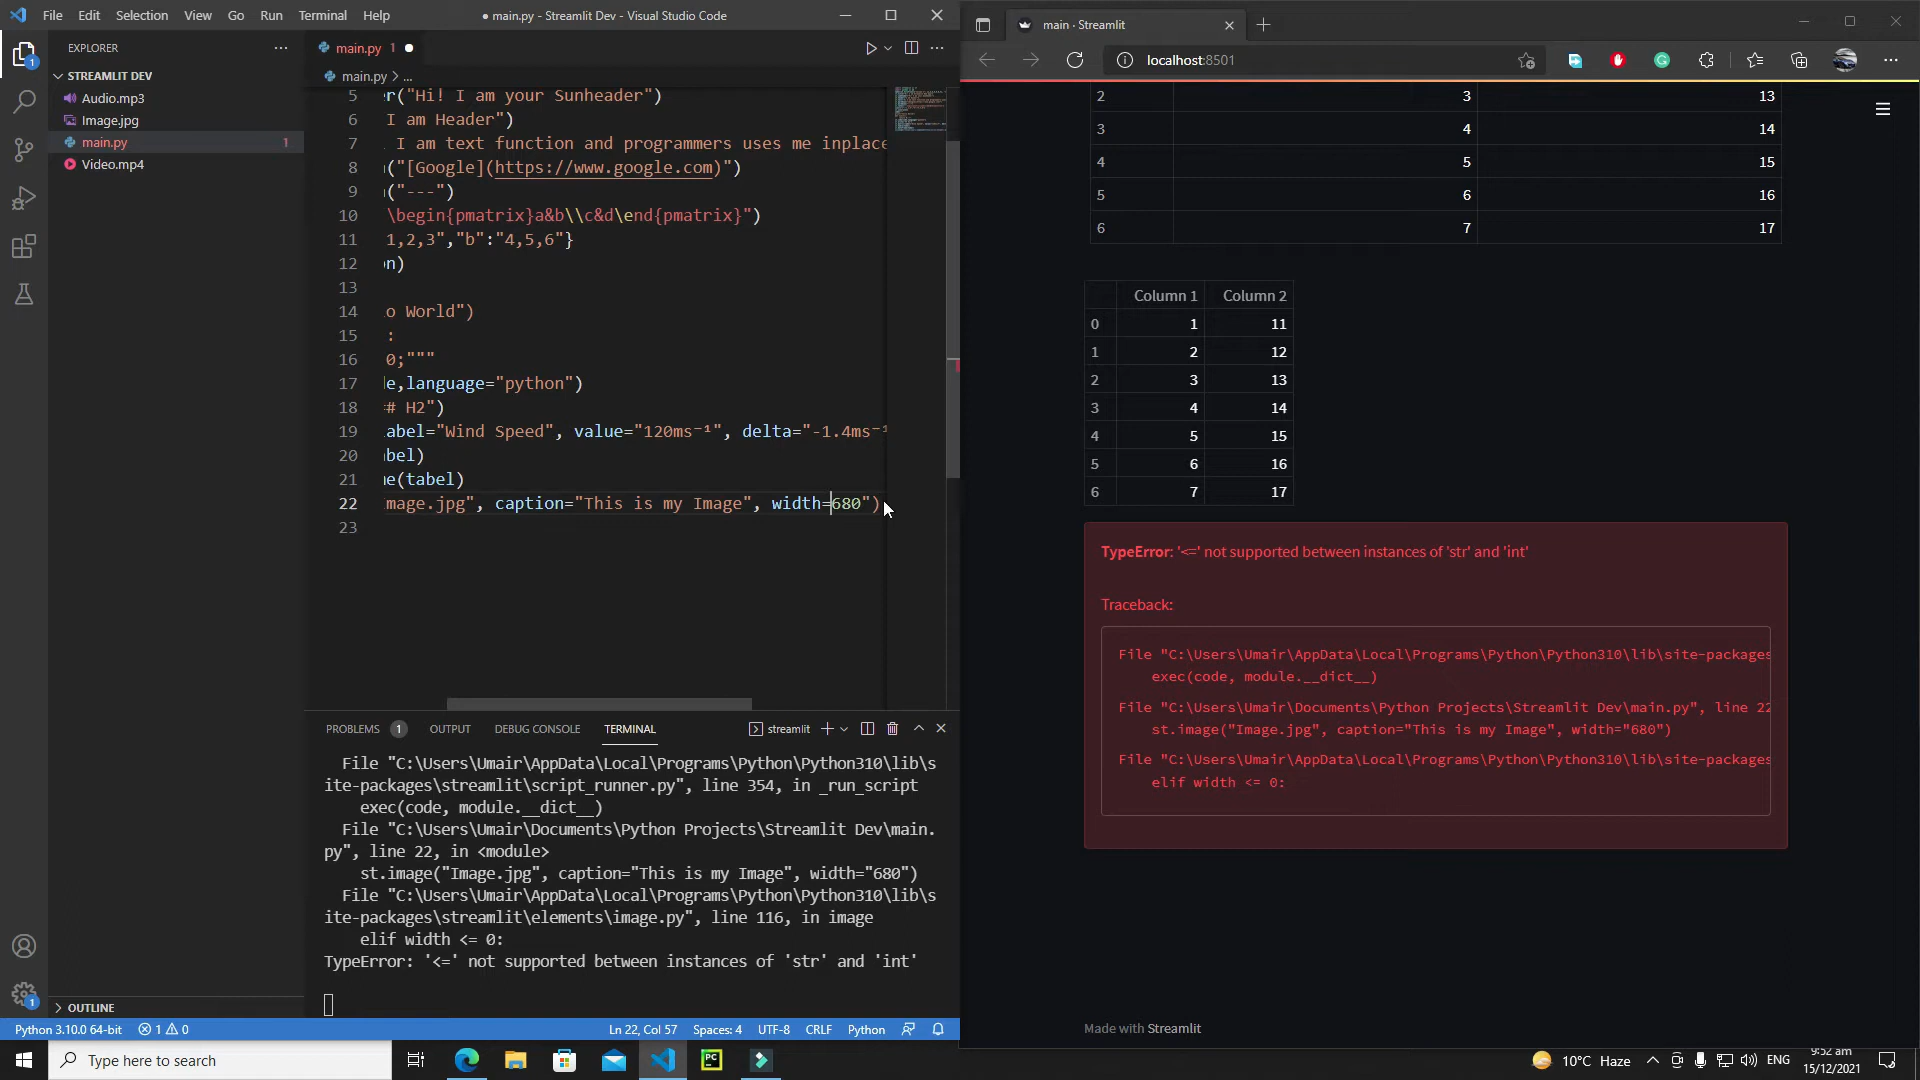 File Edit Selection View Go Run Terminal Help
● main.py - Streamlit Dev - Visual Studio Code
EXPLORER
STREAMLIT DEV
Audio.mp3
Image.jpg
main.py 1
Video.mp4
OUTLINE
main.py 1
main.py > ...
5 er("Hi! I am your Sunheader")
6 I am Header")
7 I am text function and programmers uses me inplace
8 ("[Google](https://www.google.com)")
9 ("---")
10 \begin{pmatrix}a&b\\c&d\end{pmatrix}")
11 1,2,3","b":"4,5,6"}
12 on)
13
14 o World")
15 :
16 0;"""
17 de,language="python")
18 # H2")
19 abel="Wind Speed", value="120ms⁻¹", delta="-1.4ms⁻¹
20 bel)
21 me(tabel)
22 mage.jpg", caption="This is my Image", width=680")
23
PROBLEMS 1 OUTPUT DEBUG CONSOLE TERMINAL
streamlit
File "C:\Users\Umair\AppData\Local\Programs\Python\Python310\lib\s
ite-packages\streamlit\script_runner.py", line 354, in _run_script
exec(code, module.__dict__)
File "C:\Users\Umair\Documents\Python Projects\Streamlit Dev\main.
py", line 22, in <module>
st.image("Image.jpg", caption="This is my Image", width="680")
File "C:\Users\Umair\AppData\Local\Programs\Python\Python310\lib\s
ite-packages\streamlit\elements\image.py", line 116, in image
elif width <= 0:
TypeError: '<=' not supported between instances of 'str' and 'int'
Python 3.10.0 64-bit 1 0
Ln 22, Col 57 Spaces: 4 UTF-8 CRLF Python
main · Streamlit
localhost:8501
2 3 13
3 4 14
4 5 15
5 6 16
6 7 17
Column 1 Column 2
0 1 11
1 2 12
2 3 13
3 4 14
4 5 15
5 6 16
6 7 17
TypeError: '<=' not supported between instances of 'str' and 'int'
Traceback:
File "C:\Users\Umair\AppData\Local\Programs\Python\Python310\lib\site-packages
exec(code, module.__dict__)
File "C:\Users\Umair\Documents\Python Projects\Streamlit Dev\main.py", line 22
st.image("Image.jpg", caption="This is my Image", width="680")
File "C:\Users\Umair\AppData\Local\Programs\Python\Python310\lib\site-packages
elif width <= 0:
Made with Streamlit
Type here to search
PC
10°C Haze
ENG
9:52 am
15/12/2021